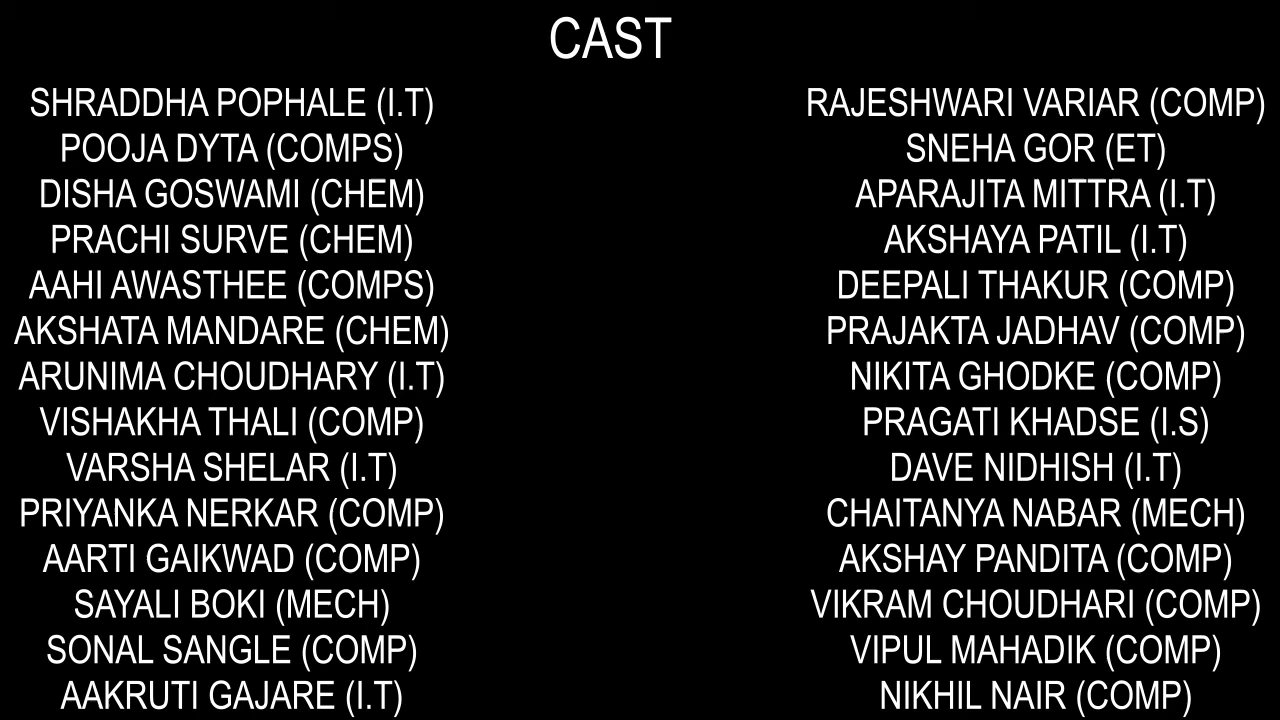 CAST
SHRADDHA POPHALE (I.T)
POOJA DYTA (COMPS)
DISHA GOSWAMI (CHEM)
PRACHI SURVE (CHEM)
AAHI AWASTHEE (COMPS)
AKSHATA MANDARE (CHEM)
ARUNIMA CHOUDHARY (I.T)
VISHAKHA THALI (COMP)
VARSHA SHELAR (I.T)
PRIYANKA NERKAR (COMP)
AARTI GAIKWAD (COMP)
SAYALI BOKI (MECH)
SONAL SANGLE (COMP)
AAKRUTI GAJARE (I.T)
RAJESHWARI VARIAR (COMP)
SNEHA GOR (ET)
APARAJITA MITTRA (I.T)
AKSHAYA PATIL (I.T)
DEEPALI THAKUR (COMP)
PRAJAKTA JADHAV (COMP)
NIKITA GHODKE (COMP)
PRAGATI KHADSE (I.S)
DAVE NIDHISH (I.T)
CHAITANYA NABAR (MECH)
AKSHAY PANDITA (COMP)
VIKRAM CHOUDHARI (COMP)
VIPUL MAHADIK (COMP)
NIKHIL NAIR (COMP)